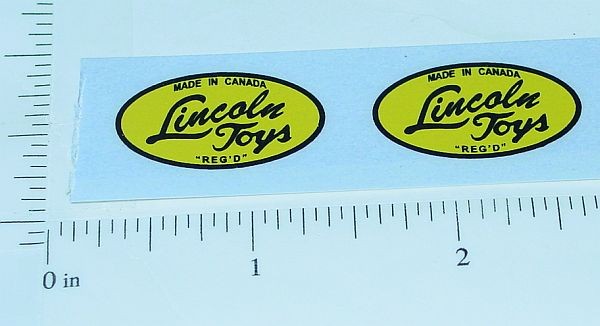 MADE IN CANADA
Lincoln
Toys
"REG'D"
MADE IN CANADA
Lincoln
Toys
"REG'D"
0 in 1 2